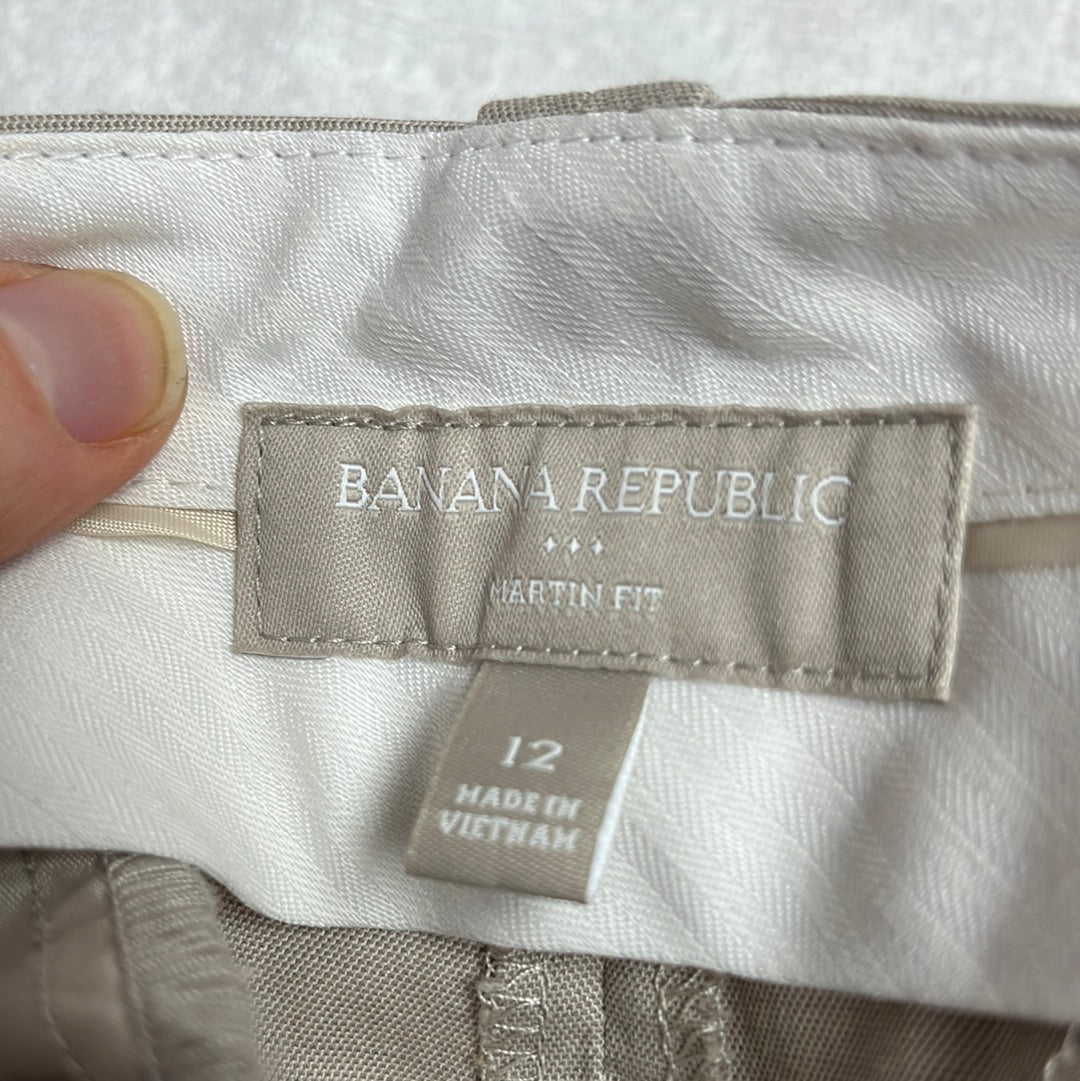 BANANA REPUBLIC
MARTIN FIT
12
MADE IN
VIETNAM